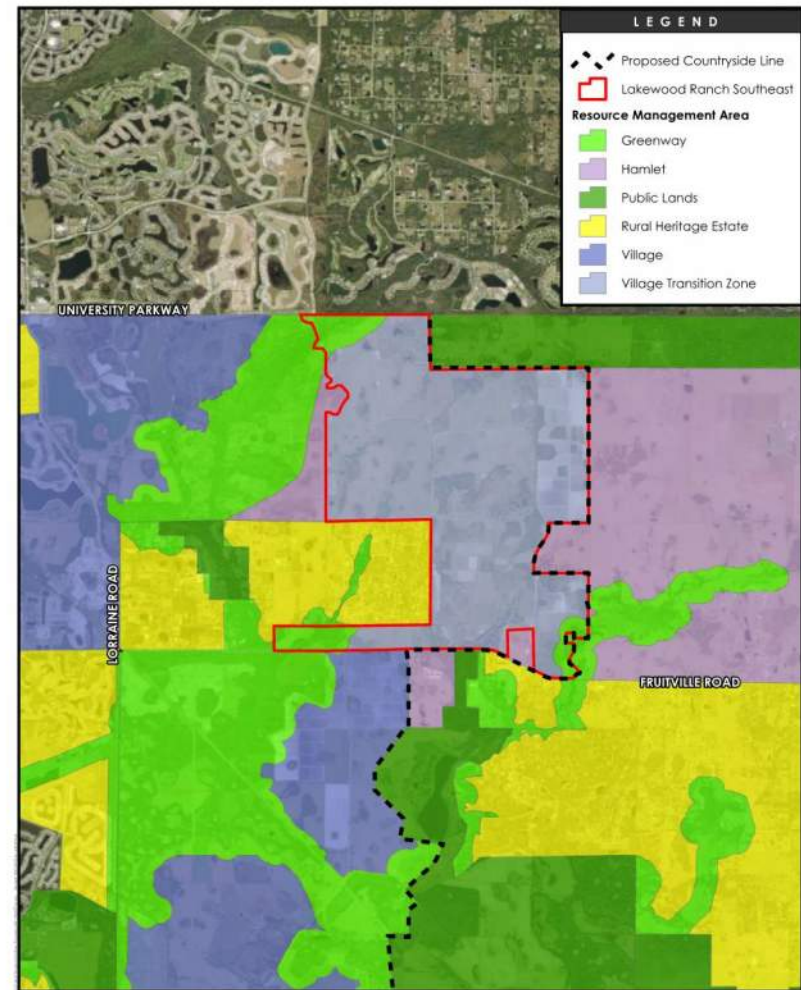 LEGEND
Proposed Countryside Line
Lakewood Ranch Southeast
Resource Management Area
Greenway
Hamlet
Public Lands
Rural Heritage Estate
Village
Village Transition Zone
UNIVERSITY PARKWAY
LORRAINE ROAD
FRUITVILLE ROAD